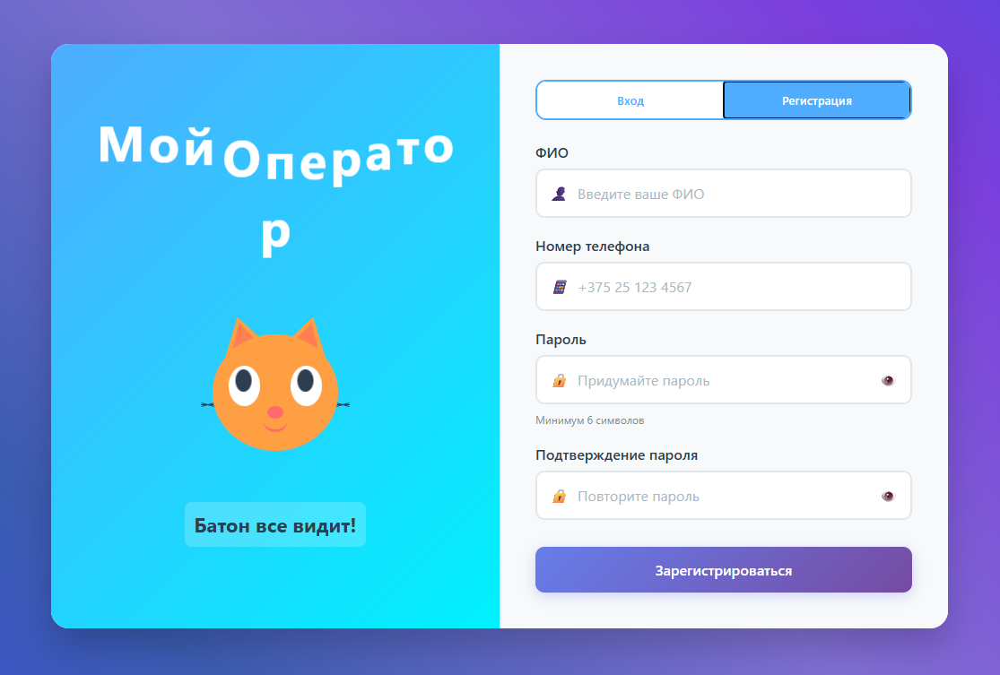 МойОперато
р
Батон все видит!
Вход
Регистрация
ФИО
Введите ваше ФИО
Номер телефона
+375 25 123 4567
Пароль
Придумайте пароль
Минимум 6 символов
Подтверждение пароля
Повторите пароль
Зарегистрироваться